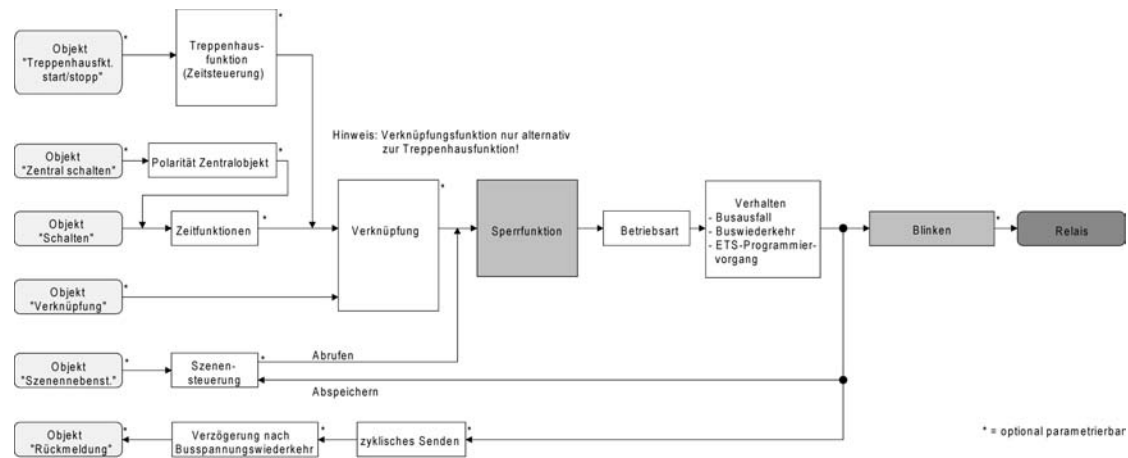 Objekt
"Treppenhausfkt.
start/stopp"
*
Treppenhaus-
funktion
(Zeitsteuerung)
*
Hinweis: Verknüpfungsfunktion nur alternativ
zur Treppenhausfunktion!
Objekt
"Zentral schalten"
*
Polarität Zentralobjekt
*
Objekt
"Schalten"
*
Zeitfunktionen
*
Verknüpfung
*
Sperrfunktion
Betriebsart
Verhalten
- Busausfall
- Buswiederkehr
- ETS-Programmier-
vorgang
Blinken
*
Relais
Objekt
"Verknüpfung"
*
Objekt
"Szenennebenst."
*
Szenen-
steuerung
*
Abrufen
Abspeichern
Objekt
"Rückmeldung"
*
Verzögerung nach
Busspannungswiederkehr
*
zyklisches Senden
*
* = optional parametrierbar